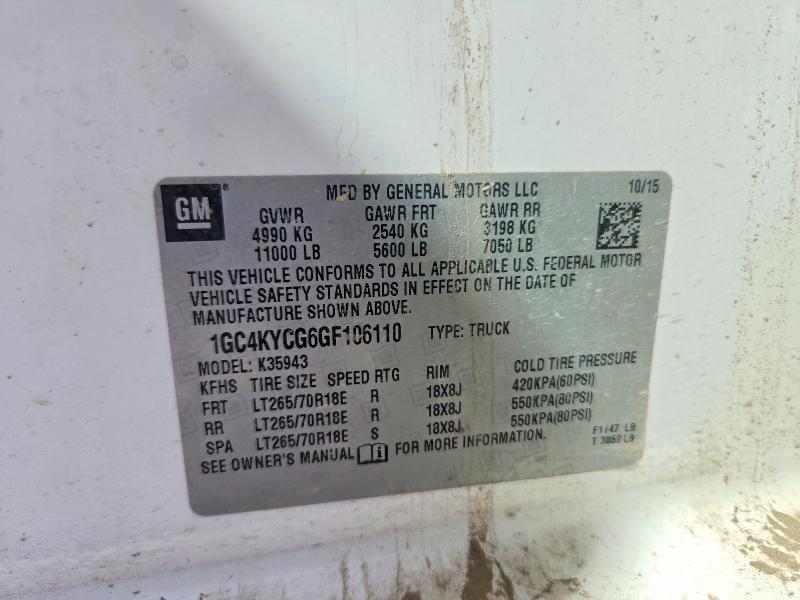 GM ® MFD BY GENERAL MOTORS LLC 10/15
GVWR GAWR FRT GAWR RR
4990 KG 2540 KG 3198 KG
11000 LB 5600 LB 7050 LB
THIS VEHICLE CONFORMS TO ALL APPLICABLE U.S. FEDERAL MOTOR
VEHICLE SAFETY STANDARDS IN EFFECT ON THE DATE OF
MANUFACTURE SHOWN ABOVE.
1GC4KYCG6GF106110 TYPE: TRUCK
MODEL: K35943
KFHS TIRE SIZE SPEED RTG RIM COLD TIRE PRESSURE
FRT LT265/70R18E R 18X8J 420KPA(60PSI)
RR LT265/70R18E R 18X8J 550KPA(80PSI)
SPA LT265/70R18E S 18X8J 550KPA(80PSI)
SEE OWNER'S MANUAL FOR MORE INFORMATION.
F1147 LB
T 3059 LB